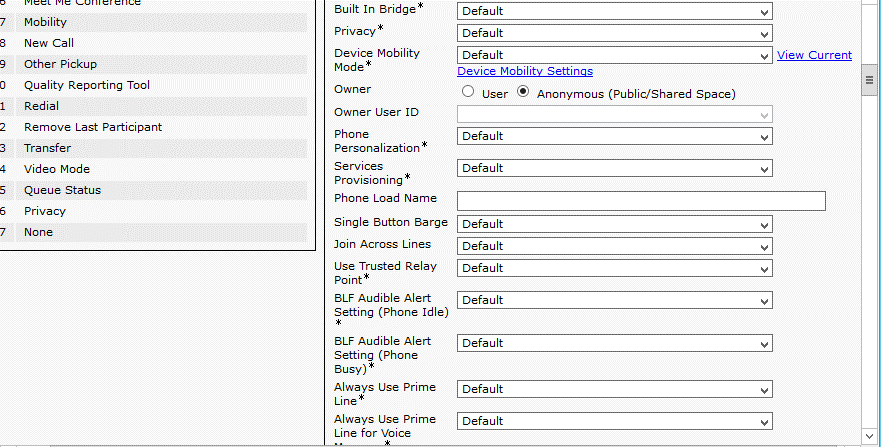 6 Meet Me Conference
7 Mobility
8 New Call
9 Other Pickup
0 Quality Reporting Tool
1 Redial
2 Remove Last Participant
3 Transfer
4 Video Mode
5 Queue Status
6 Privacy
7 None
Built In Bridge* Default
Privacy* Default
Device Mobility
Mode* Default View Current
Device Mobility Settings
Owner User Anonymous (Public/Shared Space)
Owner User ID
Phone
Personalization* Default
Services
Provisioning* Default
Phone Load Name
Single Button Barge Default
Join Across Lines Default
Use Trusted Relay
Point* Default
BLF Audible Alert
Setting (Phone Idle)
* Default
BLF Audible Alert
Setting (Phone
Busy)* Default
Always Use Prime
Line* Default
Always Use Prime
Line for Voice Default